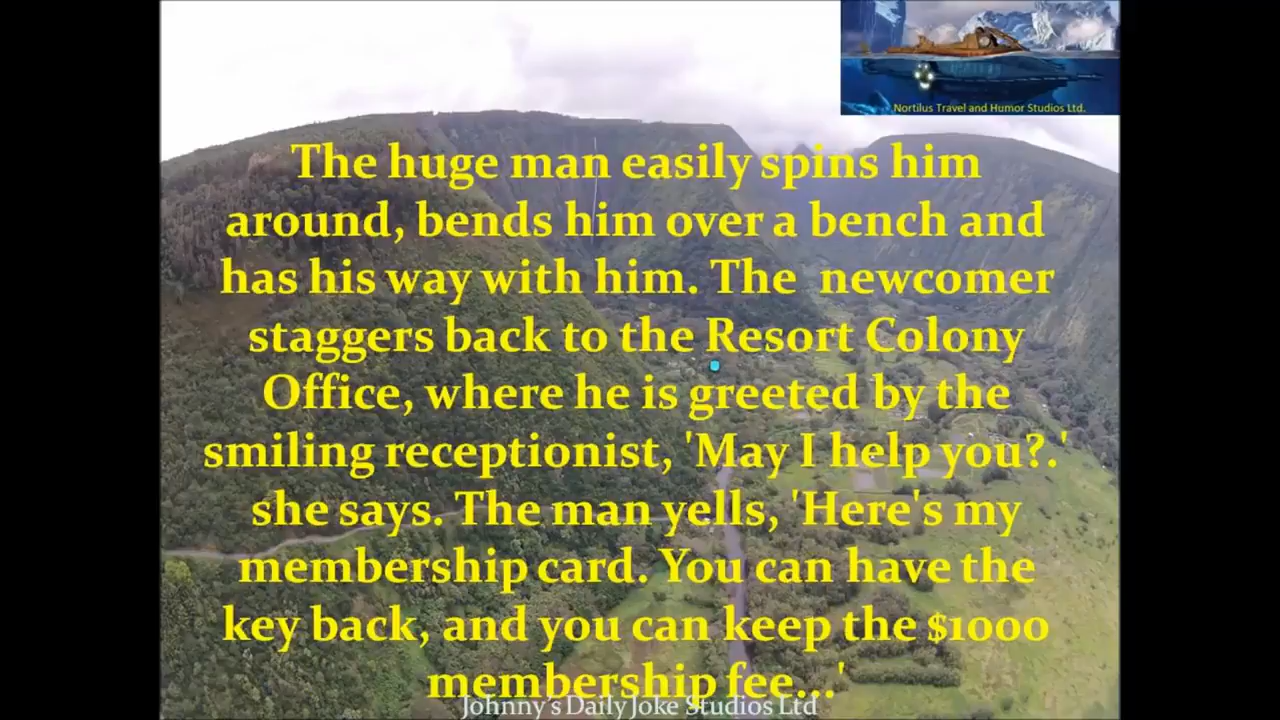 Nortilus Travel and Humor Studios Ltd.
The huge man easily spins him
around, bends him over a bench and
has his way with him. The  newcomer
staggers back to the Resort Colony
Office, where he is greeted by the
smiling receptionist, 'May I help you?.'
she says. The man yells, 'Here's my
membership card. You can have the
key back, and you can keep the $1000
membership fee...'
Johnny's DailyJoke Studios Ltd